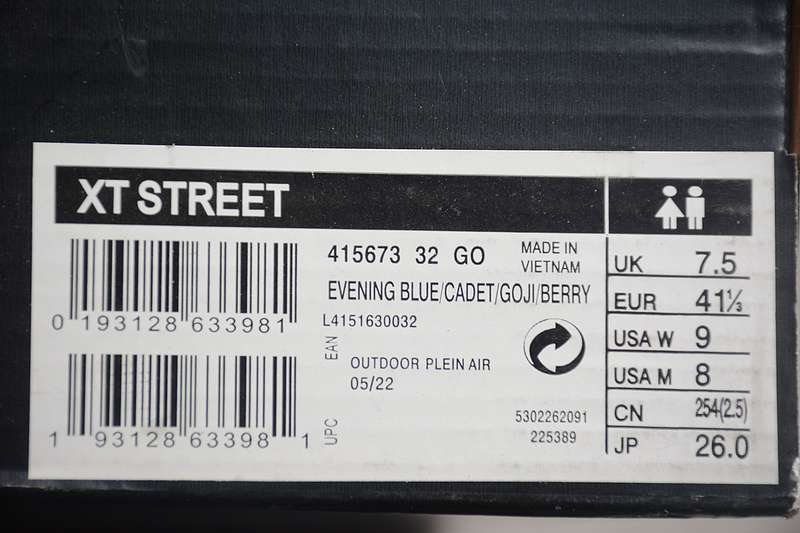 XT STREET
415673 32 GO
MADE IN
VIETNAM
EVENING BLUE/CADET/GOJI/BERRY
0 193128 633981
L4151630032
EAN
OUTDOOR PLEIN AIR
05/22
1 93128 63398 1
UPC
5302262091
225389
UK 7.5
EUR 41⅓
USA W 9
USA M 8
CN 254(2.5)
JP 26.0